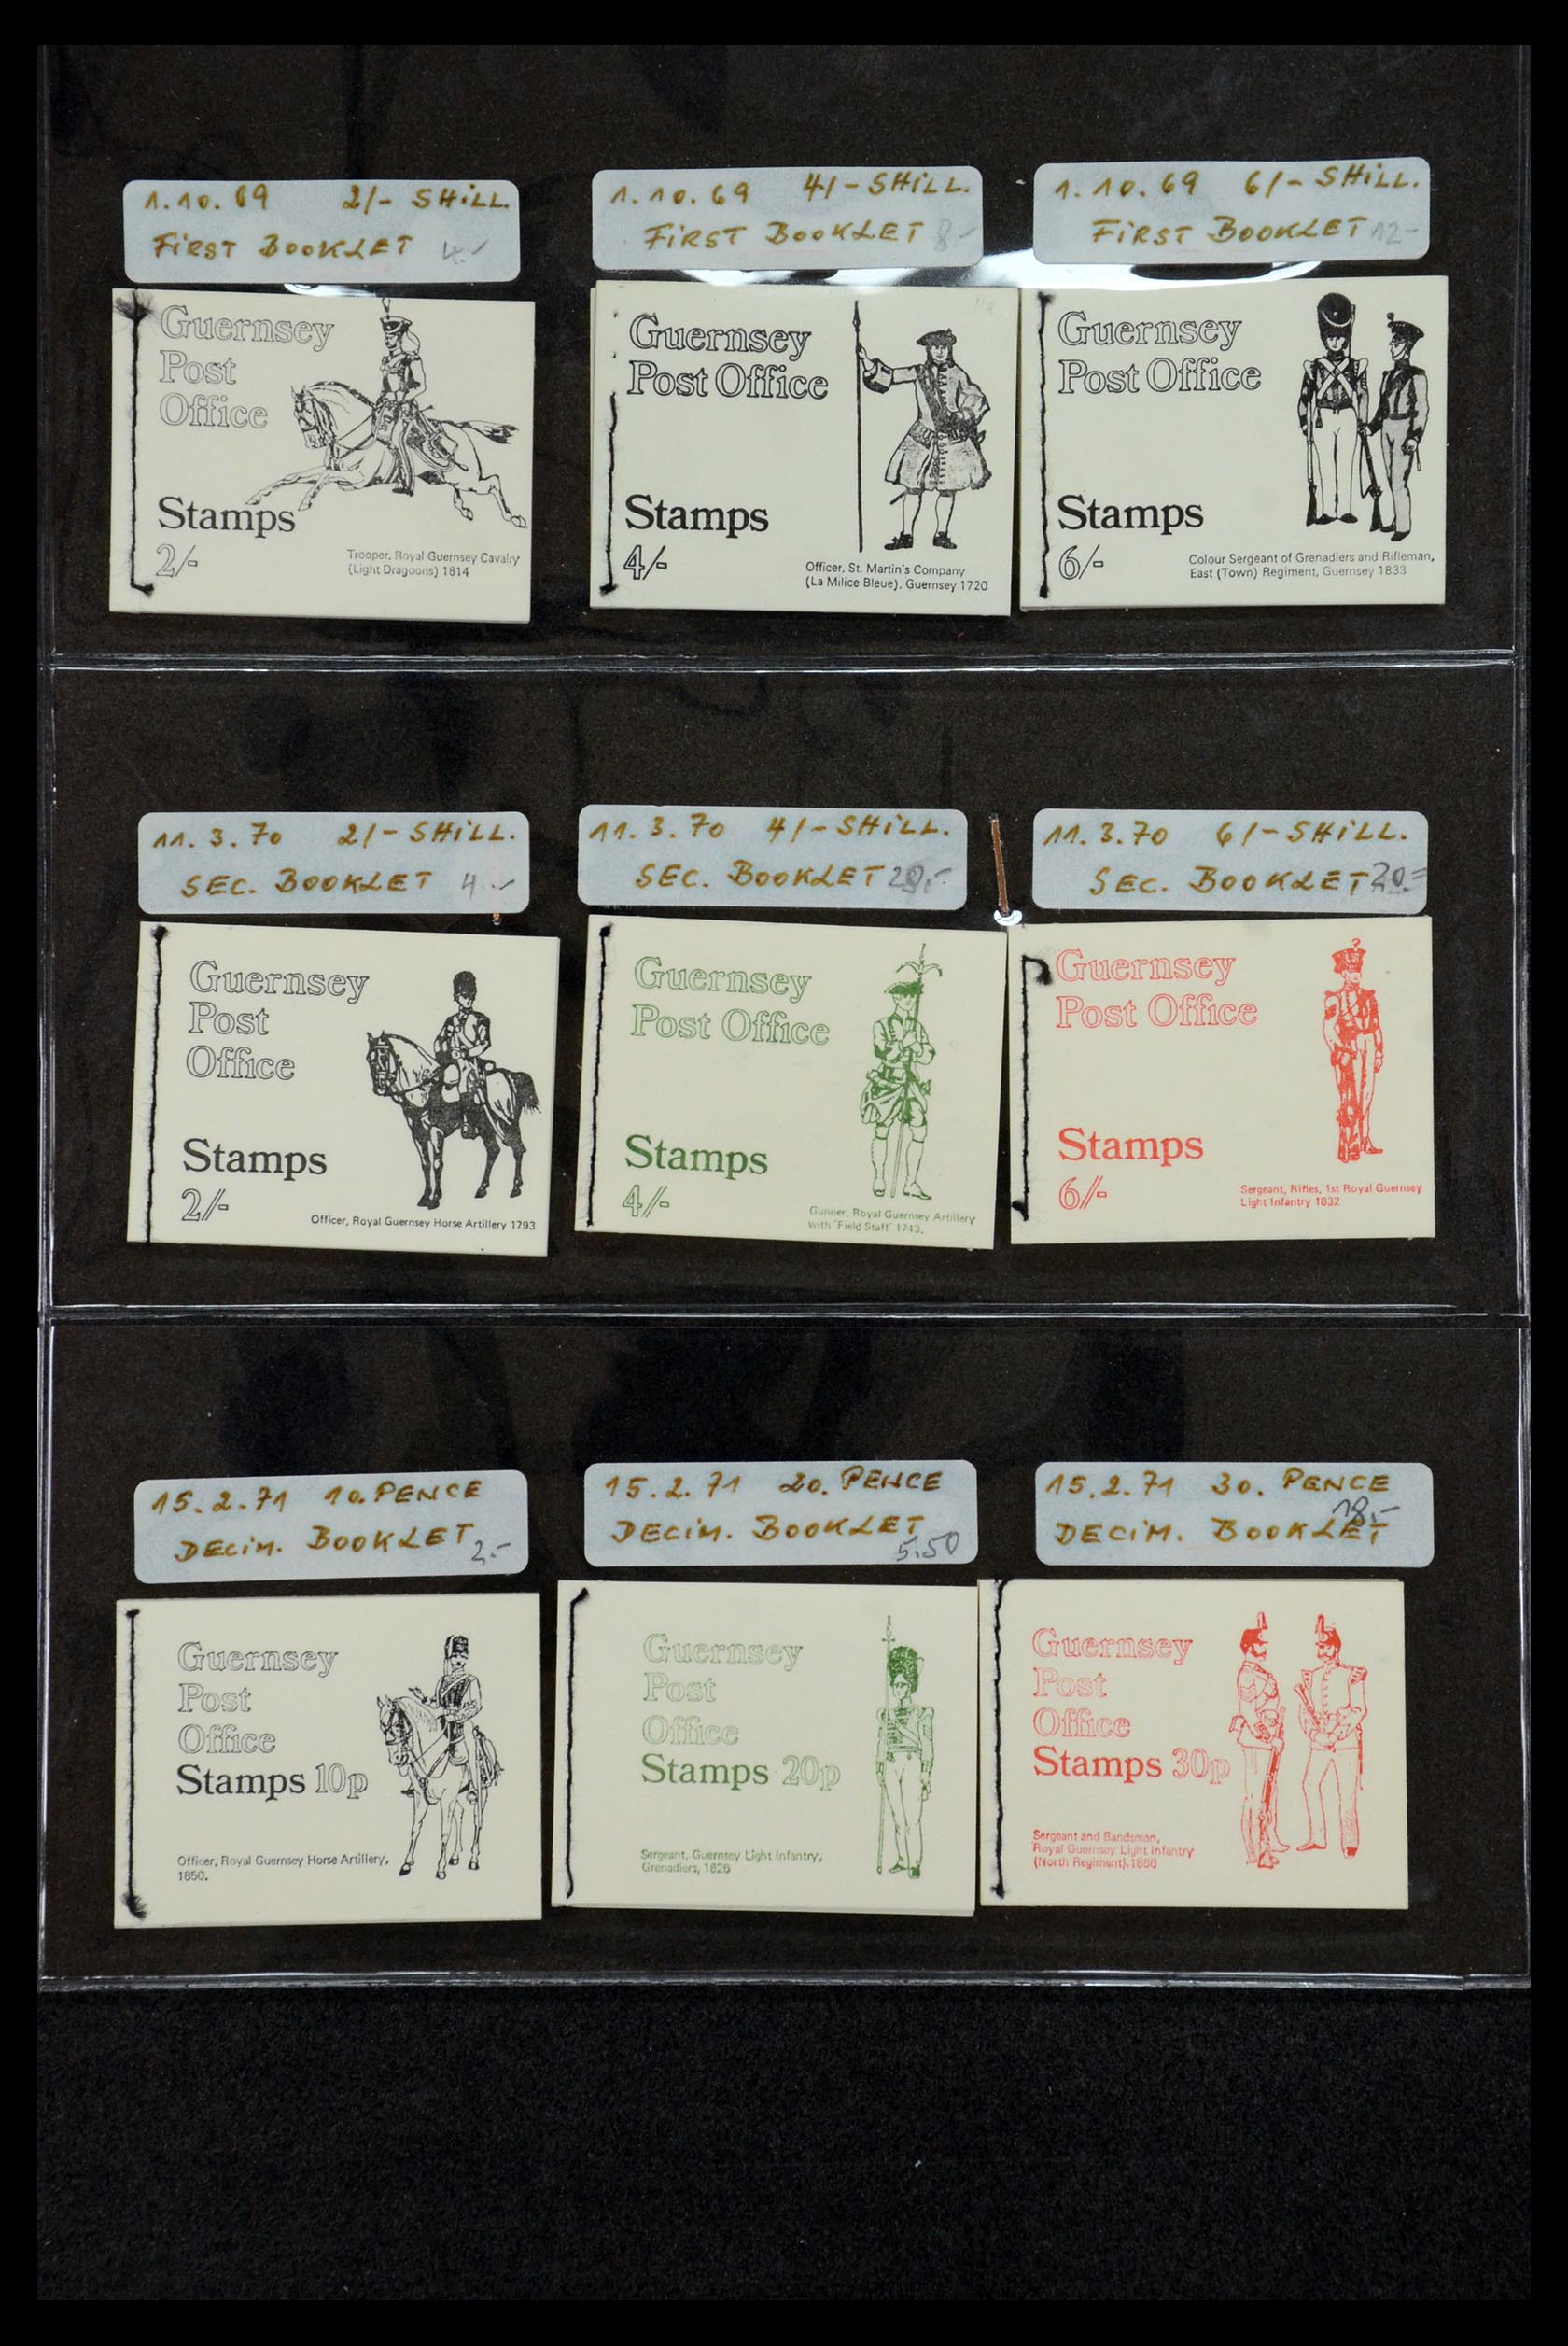 1.10.69 2/- SHILL.
FIRST BOOKLET 4.-
1.10.69 4/- SHILL.
FIRST BOOKLET 8.-
1.10.69 6/- SHILL.
FIRST BOOKLET 12-
Guernsey
Post
Office
Stamps
2/-
Trooper, Royal Guernsey Cavalry
(Light Dragoons) 1814
Guernsey
Post Office
Stamps
4/-
Officer, St. Martin's Company
(La Milice Bleue), Guernsey 1720
Guernsey
Post Office
Stamps
6/-
Colour Sergeant of Grenadiers and Rifleman,
East (Town) Regiment, Guernsey 1833
11.3.70 2/- SHILL.
SEC. BOOKLET 4.-
11.3.70 4/- SHILL.
SEC. BOOKLET
11.3.70 6/- SHILL.
SEC. BOOKLET
Guernsey
Post
Office
Stamps
2/-
Officer, Royal Guernsey Horse Artillery 1793
Guernsey
Post Office
Stamps
4/-
Gunner, Royal Guernsey Artillery
with 'Field Staff' 1743.
Guernsey
Post Office
Stamps
6/-
Sergeant, Rifles, 1st Royal Guernsey
Light Infantry 1832
15.2.71 10. PENCE
DECIM. BOOKLET 2.-
15.2.71 20. PENCE
DECIM. BOOKLET
5.50
15.2.71 30. PENCE
18.-
DECIM. BOOKLET
Guernsey
Post
Office
Stamps 10p
Officer, Royal Guernsey Horse Artillery,
1850.
Guernsey
Post
Office
Stamps 20p
Sergeant, Guernsey Light Infantry,
Grenadiers, 1826
Guernsey
Post
Office
Stamps 30p
Sergeant and Bandsman,
Royal Guernsey Light Infantry
(North Regiment).1866